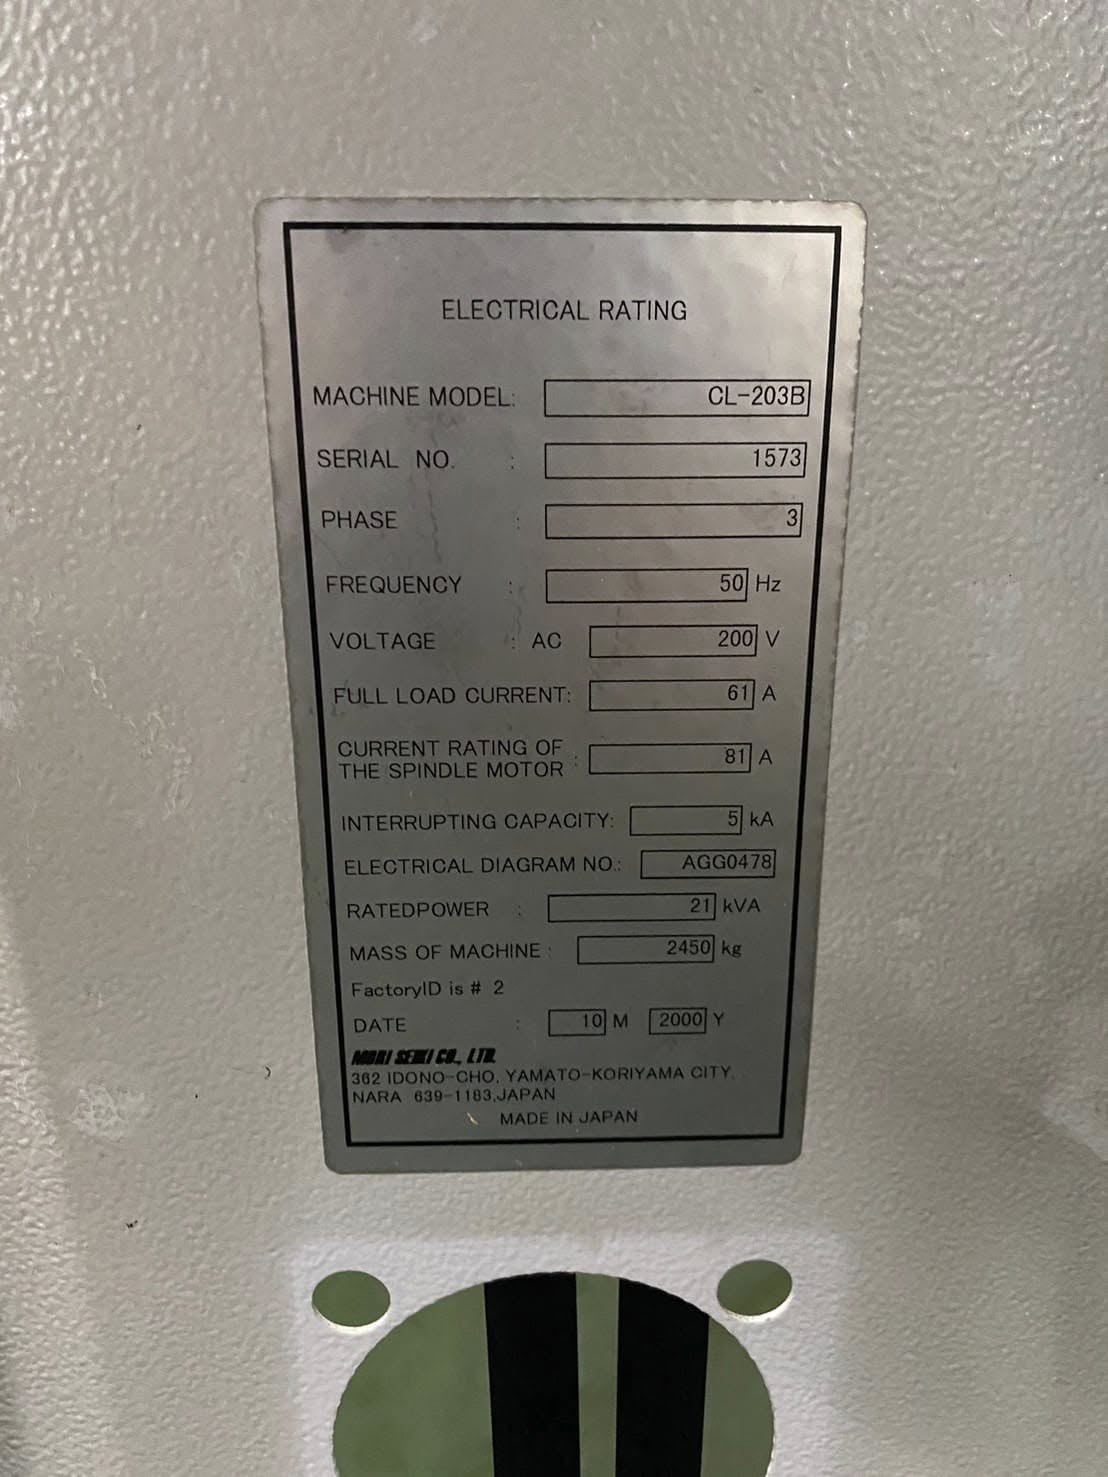 ELECTRICAL RATING
MACHINE MODEL: CL-203B
SERIAL NO. : 1573
PHASE : 3
FREQUENCY : 50 Hz
VOLTAGE : AC 200 V
FULL LOAD CURRENT: 61 A
CURRENT RATING OF
THE SPINDLE MOTOR : 81 A
INTERRUPTING CAPACITY: 5 kA
ELECTRICAL DIAGRAM NO.: AGG0478
RATEDPOWER : 21 kVA
MASS OF MACHINE : 2450 kg
FactoryID is # 2
DATE : 10 M 2000 Y
MORI SEIKI CO., LTD.
362 IDONO-CHO, YAMATO-KORIYAMA CITY,
NARA 639-1183,JAPAN
MADE IN JAPAN